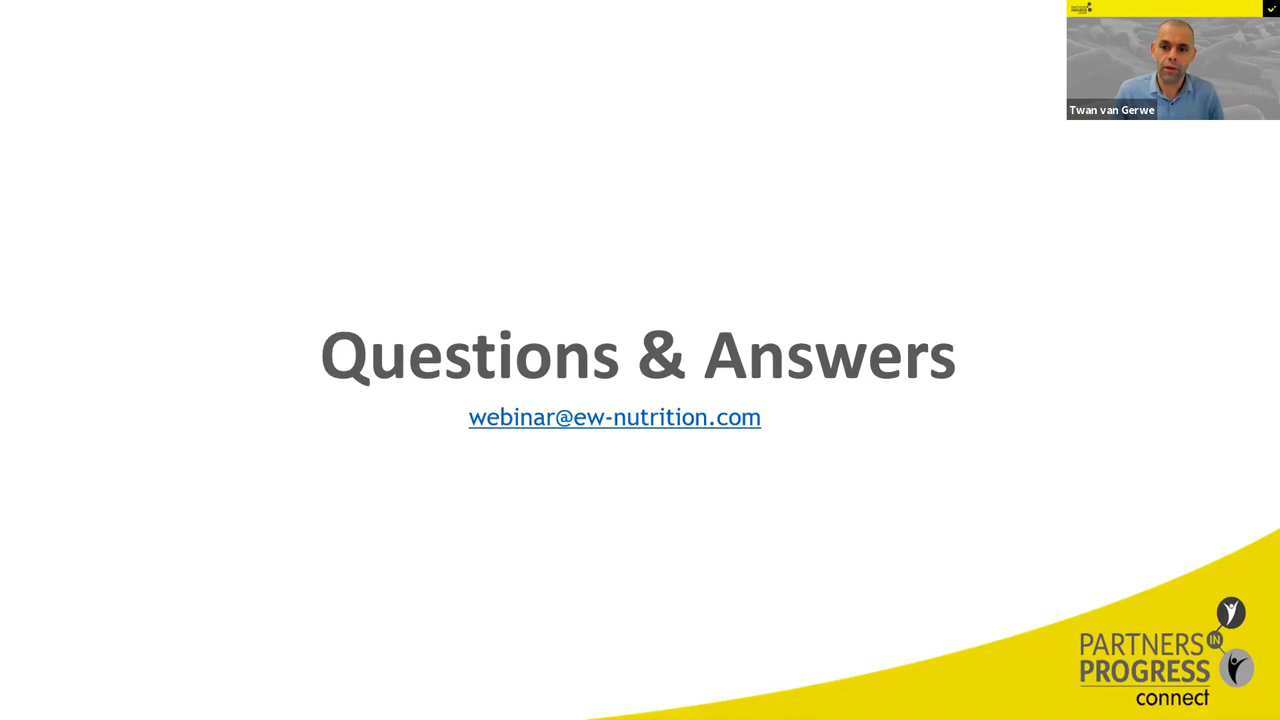 Twan van Gerwe
Questions & Answers
webinar@ew-nutrition.com
PARTNERS IN
PROGRESS
connect